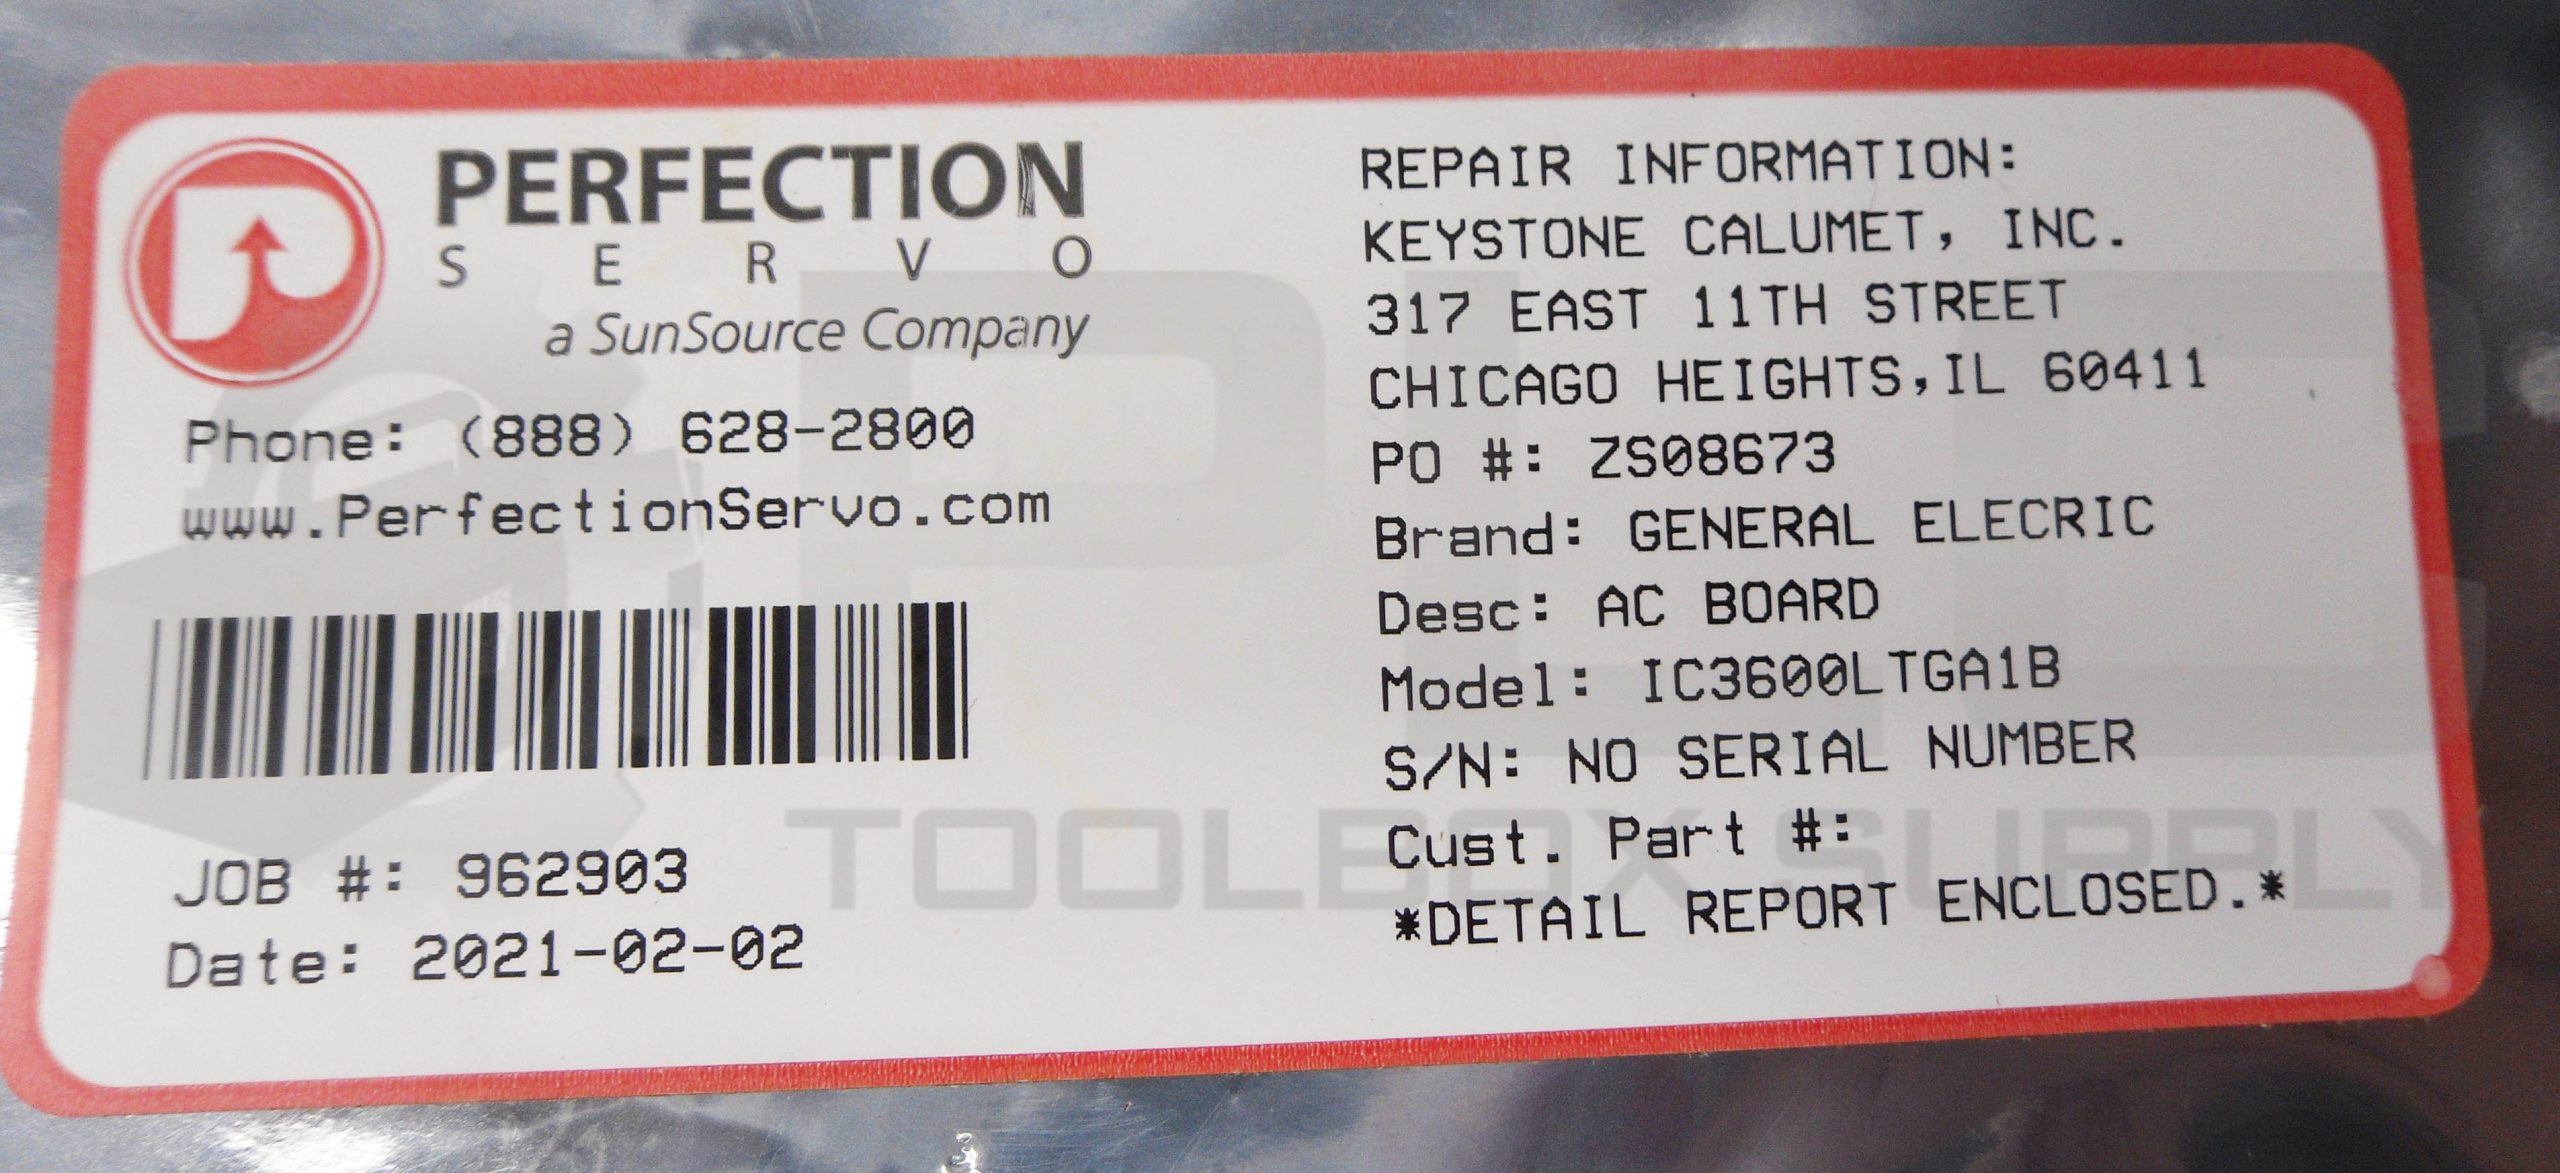 PERFECTION
SERVO
a SunSource Company
Phone: (888) 628-2800
www.PerfectionServo.com
JOB #: 962903
Date: 2021-02-02
REPAIR INFORMATION:
KEYSTONE CALUMET, INC.
317 EAST 11TH STREET
CHICAGO HEIGHTS,IL 60411
PO #: ZS08673
Brand: GENERAL ELECRIC
Desc: AC BOARD
Model: IC3600LTGA1B
S/N: NO SERIAL NUMBER
Cust. Part #:
*DETAIL REPORT ENCLOSED.*
PLC
TOOLBOX SUPPLY